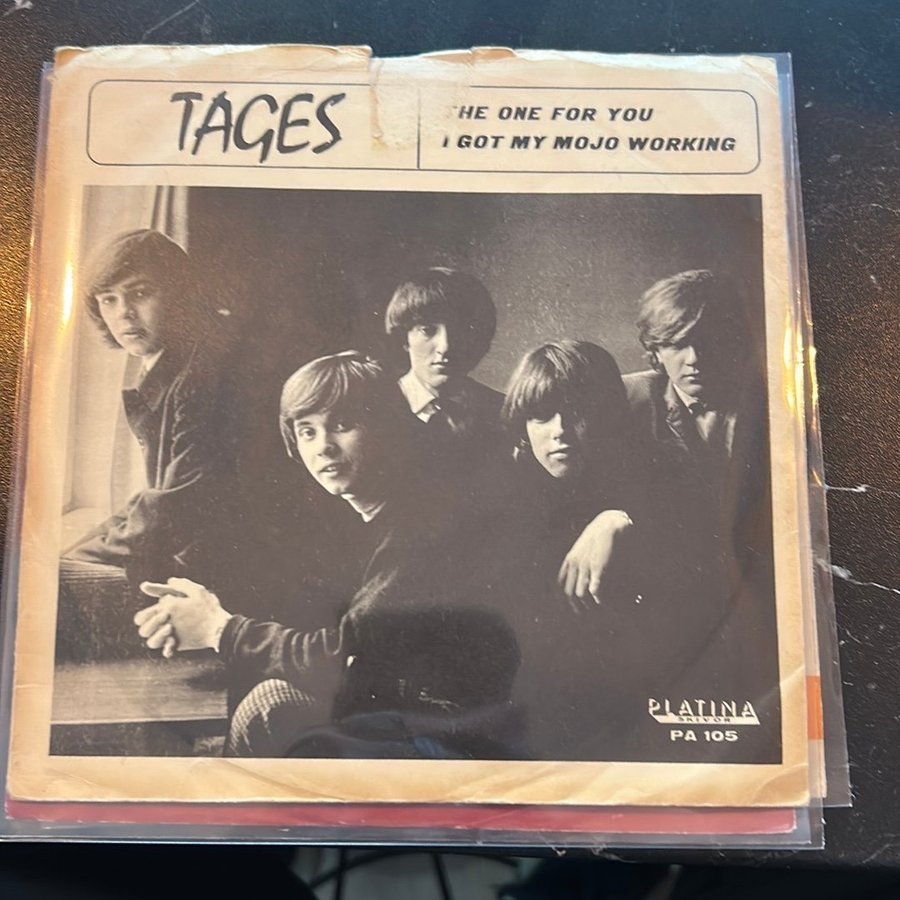 TAGES
THE ONE FOR YOU
I GOT MY MOJO WORKING
PLATINA
SKIVOR
PA 105